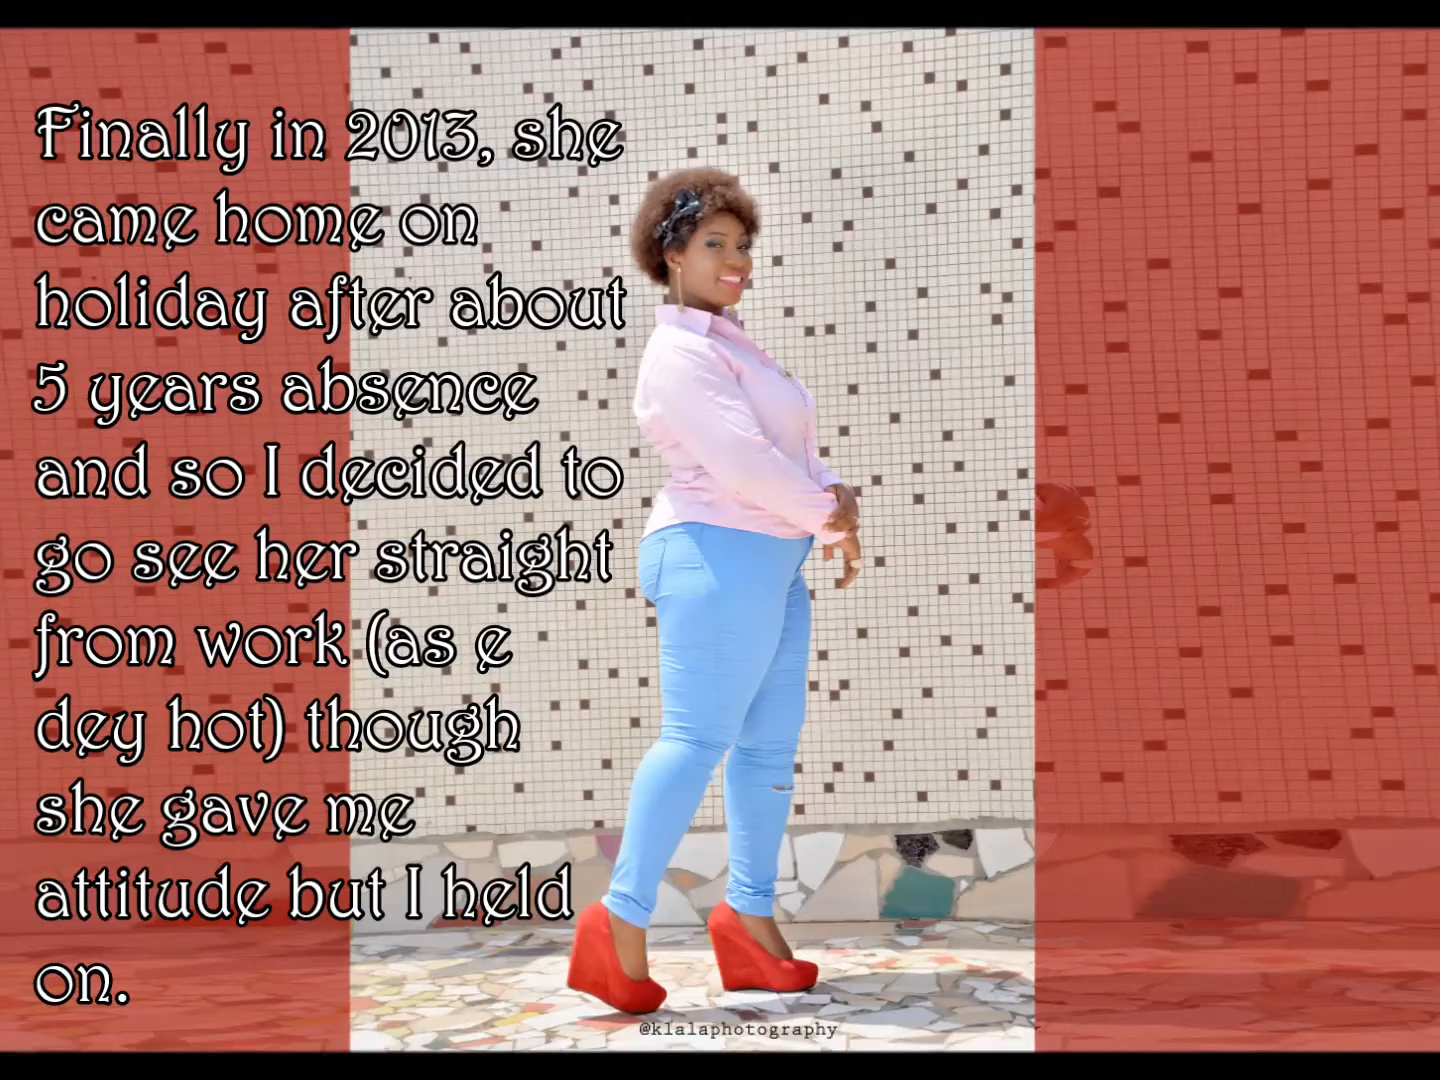 Finally in 2013, she
came home on
holiday after about
5 years absence
and so I decided to
go see her straight
from work (as e
dey hot) though
she gave me
attitude but I held
on.
@klalaphotography